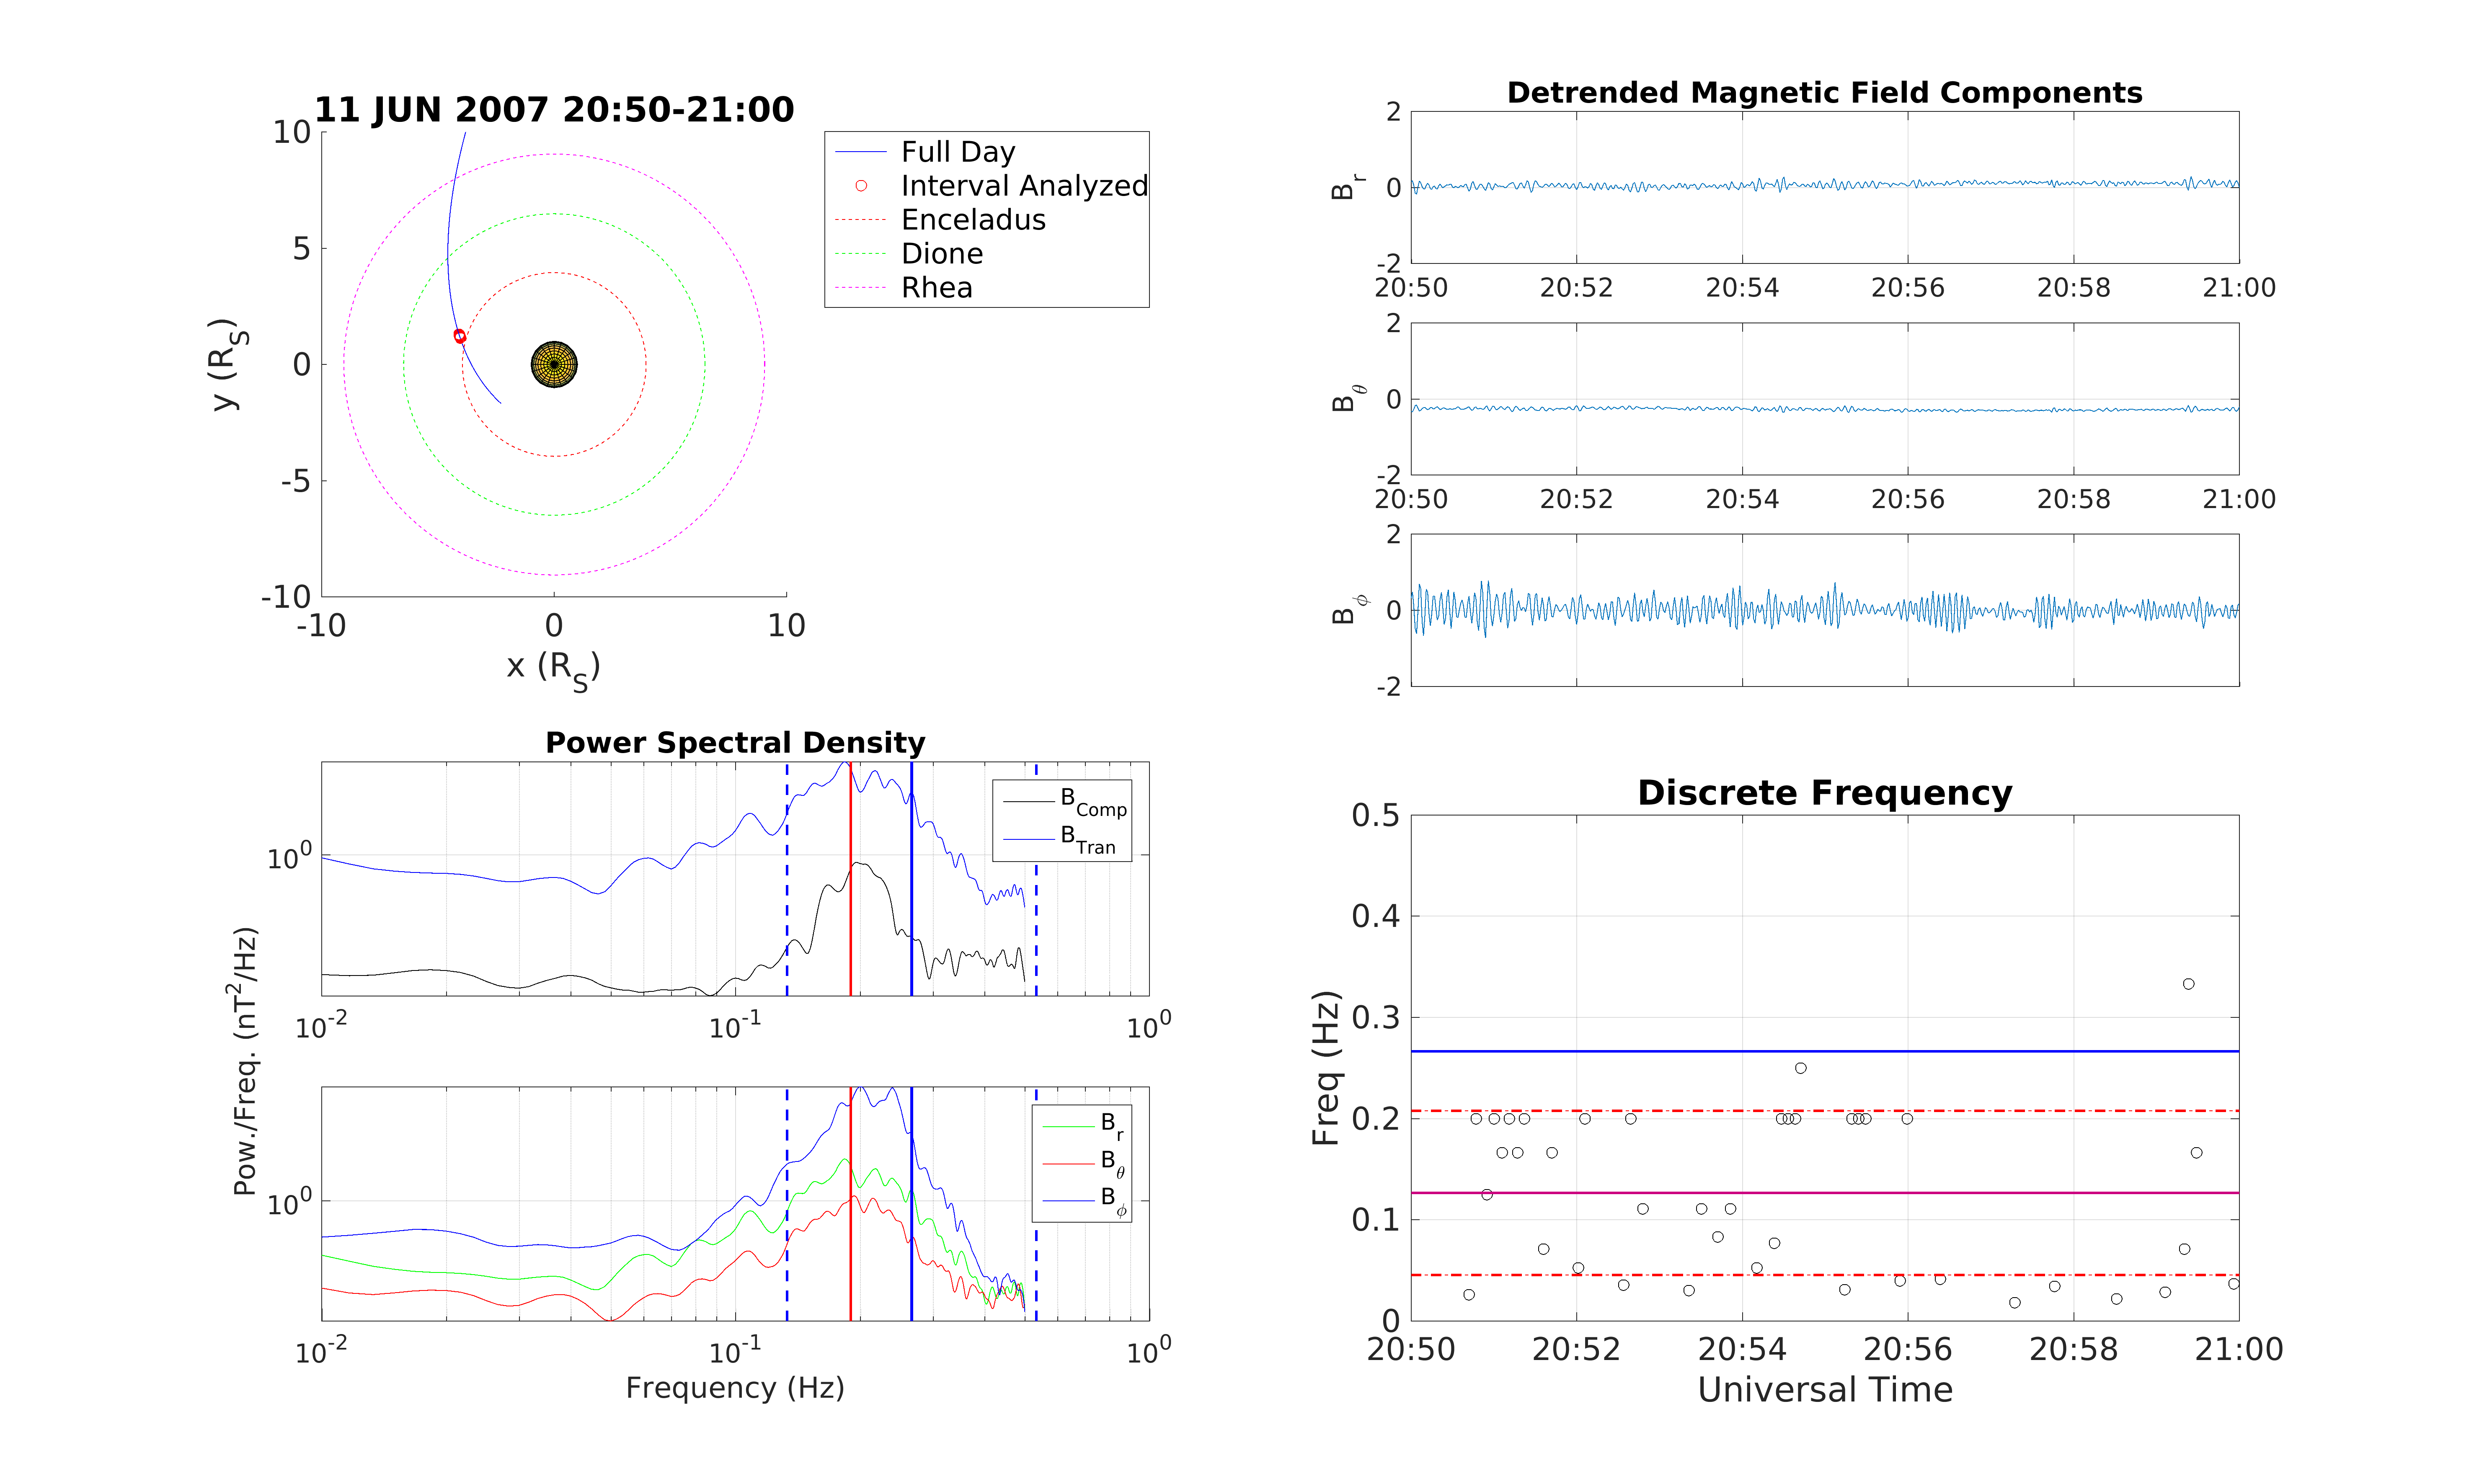 11 JUN 2007 20:50-21:00
10
5
0
-5
-10
-10 0 10
y (R_S)
x (R_S)
Full Day
Interval Analyzed
Enceladus
Dione
Rhea
Detrended Magnetic Field Components
2
0
-2
B_r
20:50 20:52 20:54 20:56 20:58 21:00
2
0
-2
B_θ
20:50 20:52 20:54 20:56 20:58 21:00
2
0
-2
B_ϕ
Power Spectral Density
10^0
B_Comp
B_Tran
10^-2 10^-1 10^0
Pow./Freq. (nT^2/Hz)
10^0
B_r
B_θ
B_ϕ
10^-2 10^-1 10^0
Frequency (Hz)
Discrete Frequency
0.5
0.4
0.3
0.2
0.1
0
Freq (Hz)
20:50 20:52 20:54 20:56 20:58 21:00
Universal Time